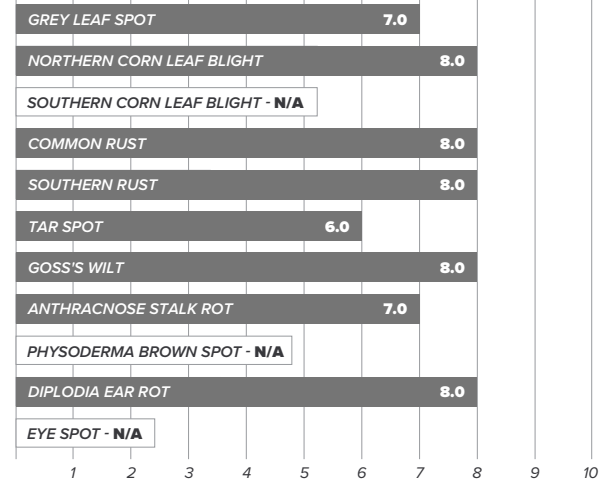 GREY LEAF SPOT 7.0
NORTHERN CORN LEAF BLIGHT 8.0
SOUTHERN CORN LEAF BLIGHT - N/A
COMMON RUST 8.0
SOUTHERN RUST 8.0
TAR SPOT 6.0
GOSS'S WILT 8.0
ANTHRACNOSE STALK ROT 7.0
PHYSODERMA BROWN SPOT - N/A
DIPLODIA EAR ROT 8.0
EYE SPOT - N/A
1 2 3 4 5 6 7 8 9 10